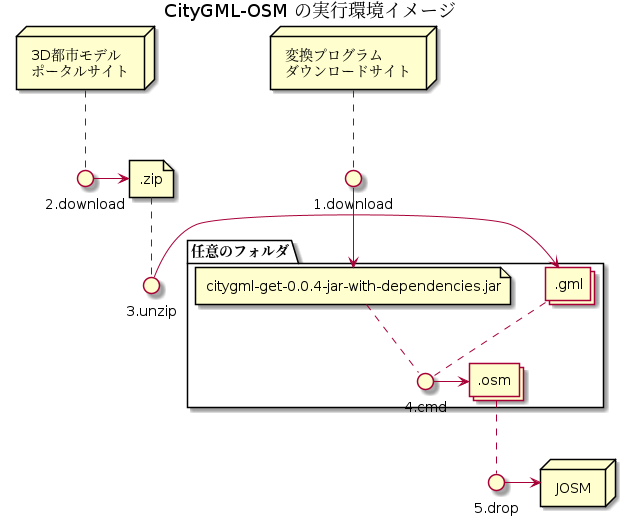 CityGML-OSM の実行環境イメージ
3D都市モデル
ポータルサイト
変換プログラム
ダウンロードサイト
.zip
2.download
1.download
任意のフォルダ
citygml-get-0.0.4-jar-with-dependencies.jar
.gml
3.unzip
.osm
4.cmd
JOSM
5.drop